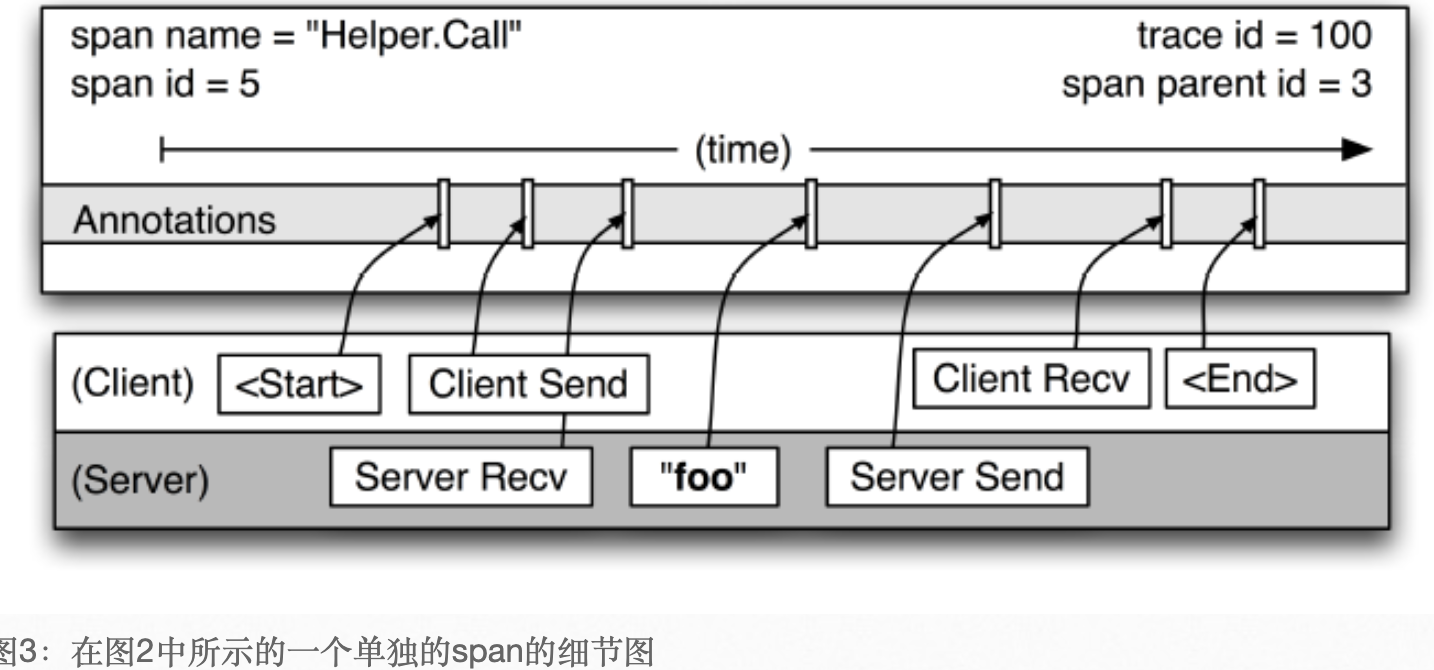 span name = "Helper.Call"
trace id = 100
span id = 5
span parent id = 3
(time)
Annotations
(Client)
<Start>
Client Send
Client Recv
<End>
(Server)
Server Recv
"foo"
Server Send
图3：在图2中所示的一个单独的span的细节图